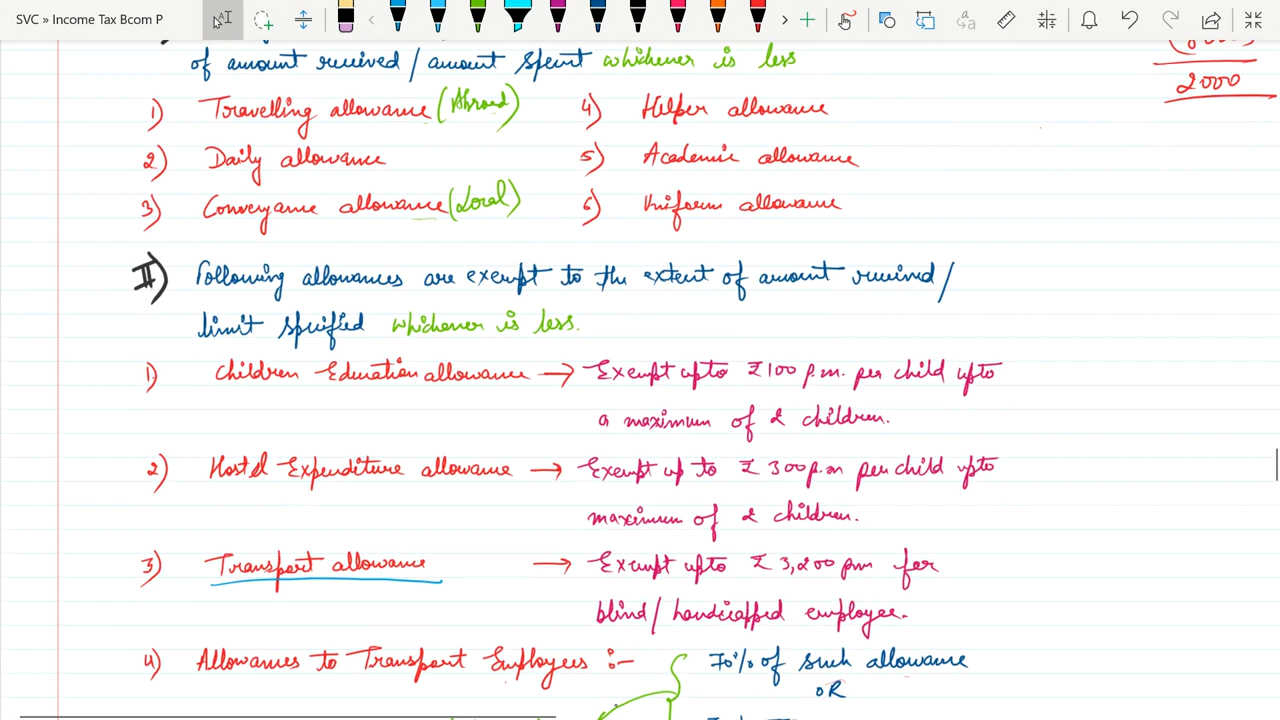 SVC » Income Tax Bcom P
of amount received / amount spent whichever is less
2000
1) Travelling allowance (Abroad)
4) Helper allowance
2) Daily allowance
5) Academic allowance
3) Conveyance allowance (Local)
6) Uniform allowance
II) Following allowances are exempt to the extent of amount received /
limit specified whichever is less.
1. Children Education allowance → Exempt upto ₹100 p.m. per child upto
a maximum of 2 children.
2) Hostel Expenditure allowance → Exempt up to ₹ 300 p.m per child upto
maximum of 2 children.
3) Transport allowance → Exempt upto ₹ 3,200 pm for
blind / handicapped employee.
4) Allowances to Transport Employees :- 70% of such allowance
OR